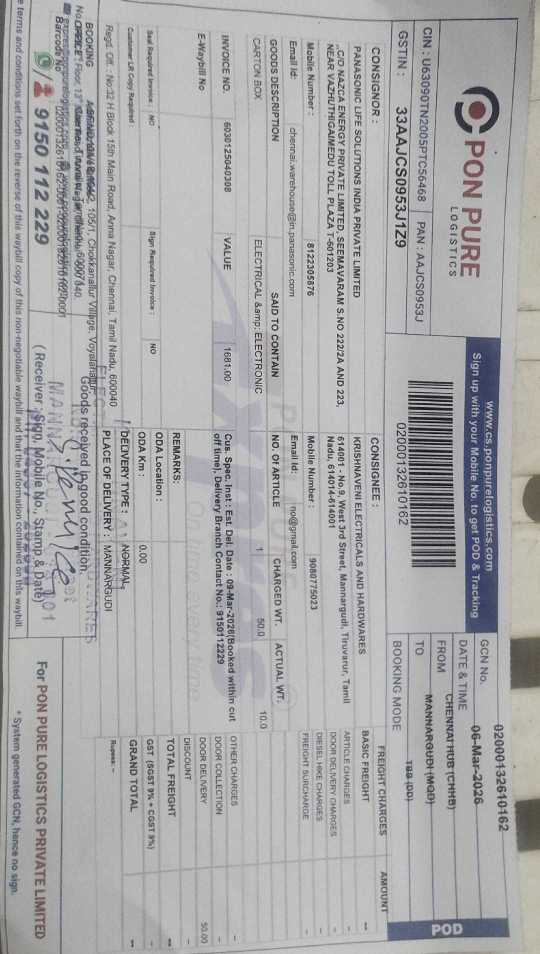 PON PURE
LOGISTICS
www.cs.ponpurelogistics.com
Sign up with your Mobile No. to get POD & Tracking
CIN : U63090TN2005PTC56468
PAN : AAJCS0953J
GSTIN : 33AAJCS0953J1Z9
02000132610162
GCN No. 02000132610162
DATE & TIME 06-Mar-2026
FROM CHENNAI HUB (CHHB)
TO MANNARGUDI (MQD)
BOOKING MODE TBB (DD)
POD
CONSIGNOR :
PANASONIC LIFE SOLUTIONS INDIA PRIVATE LIMITED
,,C/O NAZCA ENERGY PRIVATE LIMITED, SEEMAVARAM S.NO 222/2A AND 223,
NEAR VAZHUTHIGAIMEDU TOLL PLAZA T-601203
Mobile Number : 8122305876
Email Id: chennai.warehouse@in.panasonic.com
CONSIGNEE :
KRUSHNAVENI ELECTRICALS AND HARDWARES
614001 - No.9, West 3rd Street, Mannargudi, Tiruvarur, Tamil
Nadu, 614014-614001
Mobile Number : 9080775023
Email Id: no@gmail.com
FREIGHT CHARGES AMOUNT
BASIC FREIGHT --
ARTICLE CHARGES
DOOR DELIVERY CHARGES
DIESEL HIKE CHARGES
FREIGHT SURCHARGE
OTHER CHARGES
DOOR COLLECTION
DOOR DELIVERY 50.00
DISCOUNT
TOTAL FREIGHT --
GST (SGST 9% + CGST 9%) --
GRAND TOTAL --
Rupees: --
GOODS DESCRIPTION SAID TO CONTAIN NO. Of ARTICLE CHARGED WT. ACTUAL WT.
CARTON BOX ELECTRICAL &amp; ELECTRONIC 1 50.0 10.0
INVOICE NO. 6030125040308 VALUE 1681.00
Cus. Spec. Inst : Est. Del. Date : 09-Mar-2026(Booked within cut
off time), Delivery Branch Contact No.: 9150112229
E-Waybill No
REMARKS:
ODA Location :
ODA Km : 0.00
Seal Required Invoice : NO Sign Required Invoice : NO
Customer LR Copy Required
DELIVERY TYPE : NORMAL
PLACE OF DELIVERY : MANNARGUDI
Regd. Off. : No:32 H Block 15th Main Road, Anna Nagar, Chennai, Tamil Nadu, 600040
BOOKING
Barcode No
9150 112 229
Goods received in good condition
( Receiver Sign, Mobile No., Stamp & Date)
For PON PURE LOGISTICS PRIVATE LIMITED
e terms and conditions set forth on the reverse of this waybill copy of this non-negotiable waybill and that the information contained on this waybill.
* System generated GCN, hence no sign.